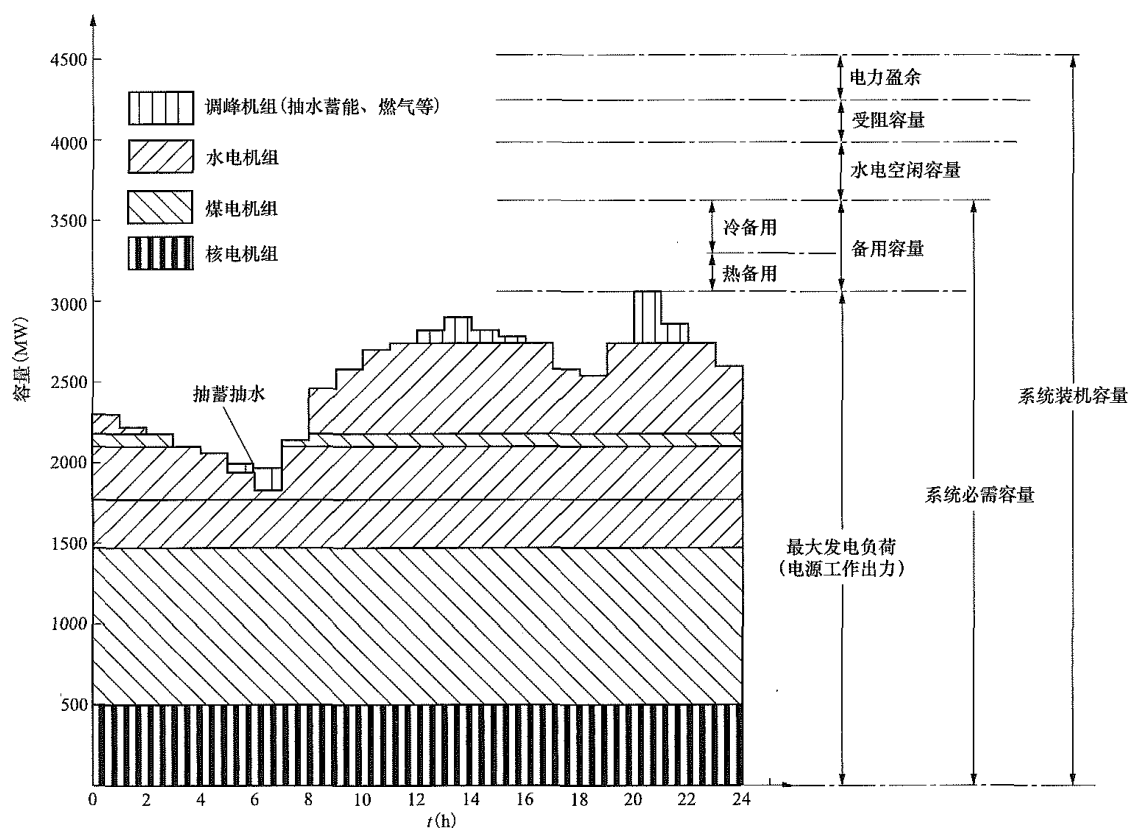 4500
4000
3500
3000
2500
2000
1500
1000
500
容量(MW)
调峰机组(抽水蓄能、燃气等)
水电机组
煤电机组
核电机组
抽蓄抽水
电力盈余
受阻容量
水电空闲容量
冷备用
热备用
备用容量
系统装机容量
系统必需容量
最大发电负荷
(电源工作出力)
0 2 4 6 8 10 12 14 16 18 20 22 24
t(h)